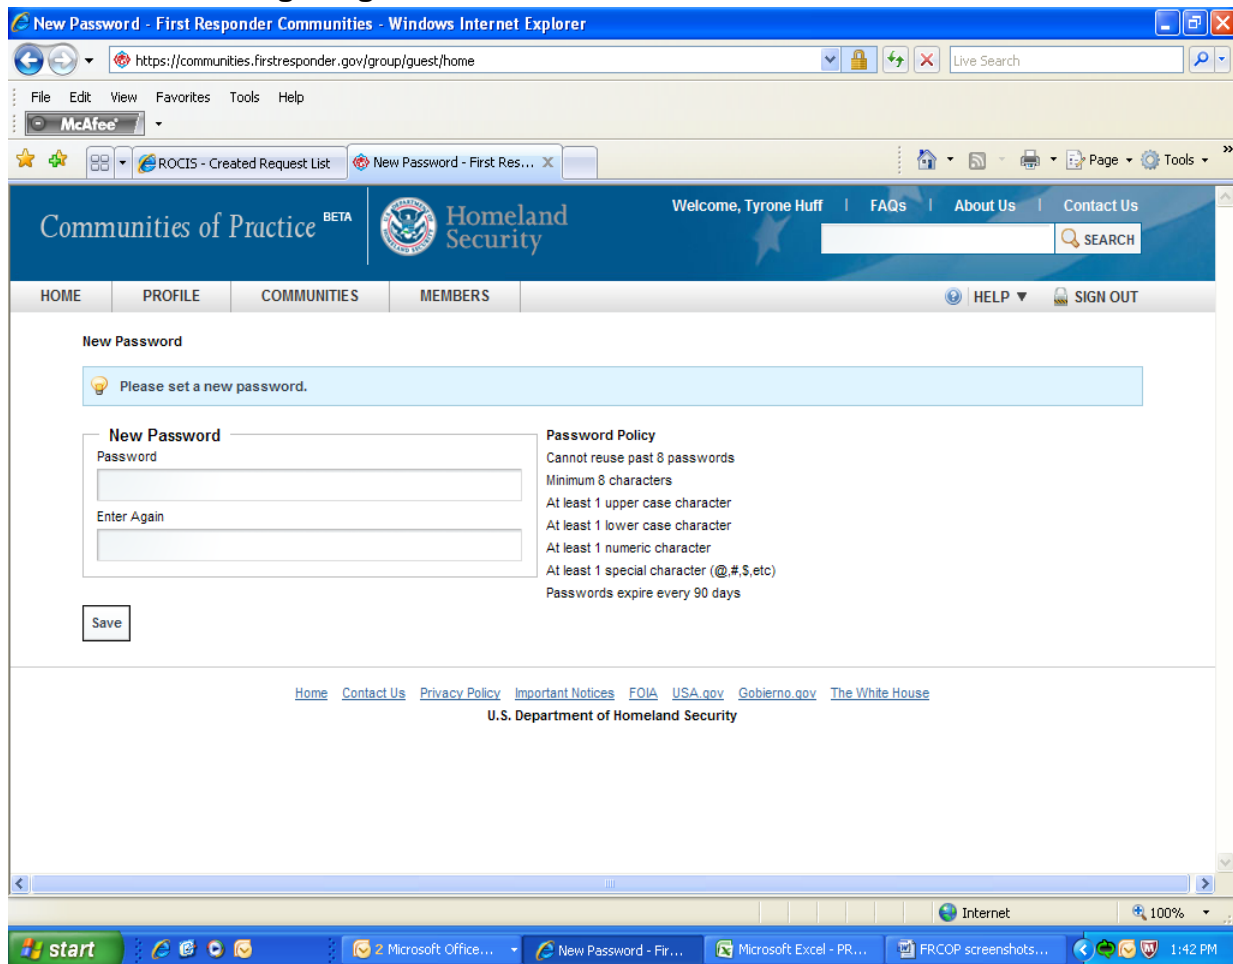 New Password - First Responder Communities - Windows Internet Explorer
https://communities.firstresponder.gov/group/guest/home
Live Search
File Edit View Favorites Tools Help
McAfee
ROCIS - Created Request List
New Password - First Res...
Page Tools
Communities of Practice BETA
Homeland
Security
Welcome, Tyrone Huff | FAQs | About Us | Contact Us
SEARCH
HOME PROFILE COMMUNITIES MEMBERS
HELP SIGN OUT
New Password
Please set a new password.
New Password
Password
Enter Again
Save
Password Policy
Cannot reuse past 8 passwords
Minimum 8 characters
At least 1 upper case character
At least 1 lower case character
At least 1 numeric character
At least 1 special character (@,#,$,etc)
Passwords expire every 90 days
Home Contact Us Privacy Policy Important Notices FOIA USA.gov Gobierno.gov The White House
U.S. Department of Homeland Security
Internet
100%
start
2 Microsoft Office...
New Password - Fir...
Microsoft Excel - PR...
FRCOP screenshots...
1:42 PM